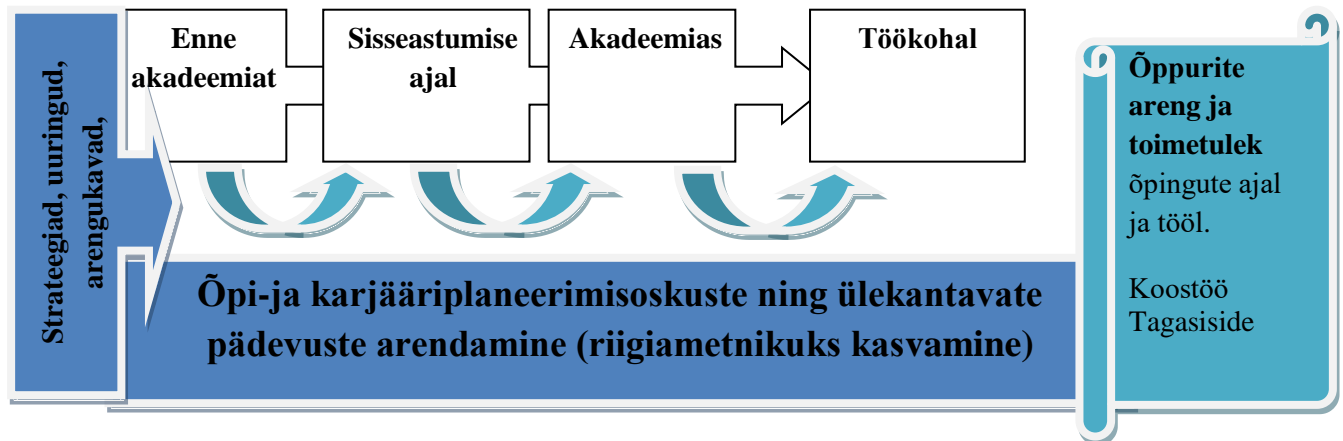 Strateegiad, uuringud,
arengukavad,
Enne
akadeemiat
Sisseastumise
ajal
Akadeemias
Töökohal
Õpi-ja karjääriplaneerimisoskuste ning ülekantavate
pädevuste arendamine (riigiametnikuks kasvamine)
Õppurite
areng ja
toimetulek
õpingute ajal
ja tööl.
Koostöö
Tagasiside